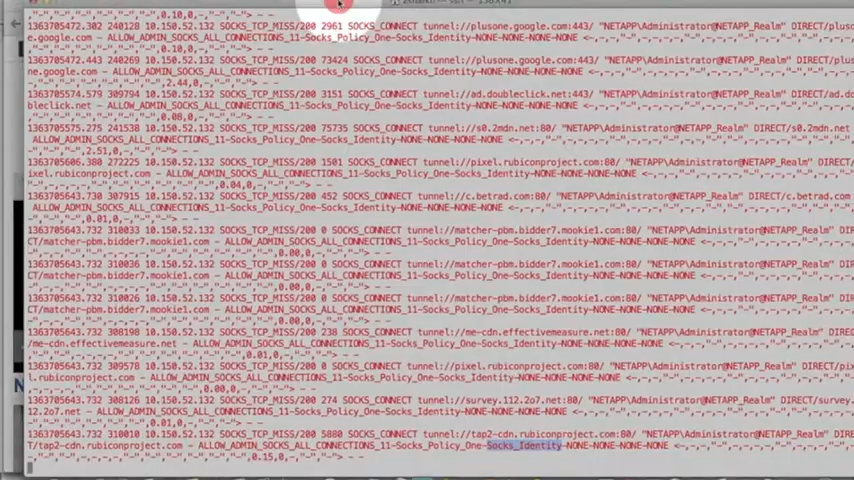 "-","-",-,-,"-","-">,0.10,0,-,"-","-"> - -
1363705472.302 240128 10.150.52.132 SOCKS_TCP_MISS/200 2961 SOCKS_CONNECT tunnel://plusone.google.com:443/ "NETAPP\Administrator@NETAPP_Realm" DIRECT/plus
e.google.com - ALLOW_ADMIN_SOCKS_ALL_CONNECTIONS_11-Socks_Policy_One-Socks_Identity-NONE-NONE-NONE-NONE
0.10,0,-,"-","-"> - -
1363705472.443 240269 10.150.52.132 SOCKS_TCP_MISS/200 73424 SOCKS_CONNECT tunnel://plusone.google.com:443/ "NETAPP\Administrator@NETAPP_Realm" DIRECT/plus
ne.google.com - ALLOW_ADMIN_SOCKS_ALL_CONNECTIONS_11-Socks_Policy_One-Socks_Identity-NONE-NONE-NONE-NONE
2.44,0,-,"-","-"> - -
1363705574.579 309794 10.150.52.132 SOCKS_TCP_MISS/200 3151 SOCKS_CONNECT tunnel://ad.doubleclick.net:443/ "NETAPP\Administrator@NETAPP_Realm" DIRECT/ad.do
bleclick.net - ALLOW_ADMIN_SOCKS_ALL_CONNECTIONS_11-Socks_Policy_One-Socks_Identity-NONE-NONE-NONE-NONE
0.08,0,-,"-","-"> - -
1363705575.275 241538 10.150.52.132 SOCKS_TCP_MISS/200 75735 SOCKS_CONNECT tunnel://s0.2mdn.net:80/ "NETAPP\Administrator@NETAPP_Realm" DIRECT/s0.2mdn.net
ALLOW_ADMIN_SOCKS_ALL_CONNECTIONS_11-Socks_Policy_One-Socks_Identity-NONE-NONE-NONE-NONE
2.51,0,-,"-","-"> - -
1363705606.380 272225 10.150.52.132 SOCKS_TCP_MISS/200 1501 SOCKS_CONNECT tunnel://pixel.rubiconproject.com:80/ "NETAPP\Administrator@NETAPP_Realm" DIRECT/
ixel.rubiconproject.com - ALLOW_ADMIN_SOCKS_ALL_CONNECTIONS_11-Socks_Policy_One-Socks_Identity-NONE-NONE-NONE-NONE
0.04,0,-,"-","-"> - -
1363705643.730 307915 10.150.52.132 SOCKS_TCP_MISS/200 452 SOCKS_CONNECT tunnel://c.betrad.com:80/ "NETAPP\Administrator@NETAPP_Realm" DIRECT/c.betrad.com
ALLOW_ADMIN_SOCKS_ALL_CONNECTIONS_11-Socks_Policy_One-Socks_Identity-NONE-NONE-NONE-NONE
0.01,0,-,"-","-"> - -
1363705643.732 310033 10.150.52.132 SOCKS_TCP_MISS/200 0 SOCKS_CONNECT tunnel://matcher-pbm.bidder7.mookie1.com:80/ "NETAPP\Administrator@NETAPP_Realm" DIR
CT/matcher-pbm.bidder7.mookie1.com - ALLOW_ADMIN_SOCKS_ALL_CONNECTIONS_11-Socks_Policy_One-Socks_Identity-NONE-NONE-NONE-NONE
0.00,0,-,"-","-"> - -
1363705643.732 310036 10.150.52.132 SOCKS_TCP_MISS/200 0 SOCKS_CONNECT tunnel://matcher-pbm.bidder7.mookie1.com:80/ "NETAPP\Administrator@NETAPP_Realm" DIR
CT/matcher-pbm.bidder7.mookie1.com - ALLOW_ADMIN_SOCKS_ALL_CONNECTIONS_11-Socks_Policy_One-Socks_Identity-NONE-NONE-NONE-NONE
0.00,0,-,"-","-"> - -
1363705643.732 310026 10.150.52.132 SOCKS_TCP_MISS/200 0 SOCKS_CONNECT tunnel://matcher-pbm.bidder7.mookie1.com:80/ "NETAPP\Administrator@NETAPP_Realm" DIR
CT/matcher-pbm.bidder7.mookie1.com - ALLOW_ADMIN_SOCKS_ALL_CONNECTIONS_11-Socks_Policy_One-Socks_Identity-NONE-NONE-NONE-NONE
0.00,0,-,"-","-"> - -
1363705643.732 308198 10.150.52.132 SOCKS_TCP_MISS/200 238 SOCKS_CONNECT tunnel://me-cdn.effectivemeasure.net:80/ "NETAPP\Administrator@NETAPP_Realm" DIREC
/me-cdn.effectivemeasure.net - ALLOW_ADMIN_SOCKS_ALL_CONNECTIONS_11-Socks_Policy_One-Socks_Identity-NONE-NONE-NONE-NONE
0.01,0,-,"-","-"> - -
1363705643.732 309578 10.150.52.132 SOCKS_TCP_MISS/200 0 SOCKS_CONNECT tunnel://pixel.rubiconproject.com:80/ "NETAPP\Administrator@NETAPP_Realm" DIRECT/pix
l.rubiconproject.com - ALLOW_ADMIN_SOCKS_ALL_CONNECTIONS_11-Socks_Policy_One-Socks_Identity-NONE-NONE-NONE-NONE
0.00,0,-,"-","-"> - -
1363705643.732 308126 10.150.52.132 SOCKS_TCP_MISS/200 274 SOCKS_CONNECT tunnel://survey.112.2o7.net:80/ "NETAPP\Administrator@NETAPP_Realm" DIRECT/survey.
12.2o7.net - ALLOW_ADMIN_SOCKS_ALL_CONNECTIONS_11-Socks_Policy_One-Socks_Identity-NONE-NONE-NONE-NONE
0.01,0,-,"-","-"> - -
1363705643.732 310010 10.150.52.132 SOCKS_TCP_MISS/200 5880 SOCKS_CONNECT tunnel://tap2-cdn.rubiconproject.com:80/ "NETAPP\Administrator@NETAPP_Realm" DIREC
T/tap2-cdn.rubiconproject.com - ALLOW_ADMIN_SOCKS_ALL_CONNECTIONS_11-Socks_Policy_One-Socks_Identity-NONE-NONE-NONE-NONE
0.15,0,-,"-","-"> - -